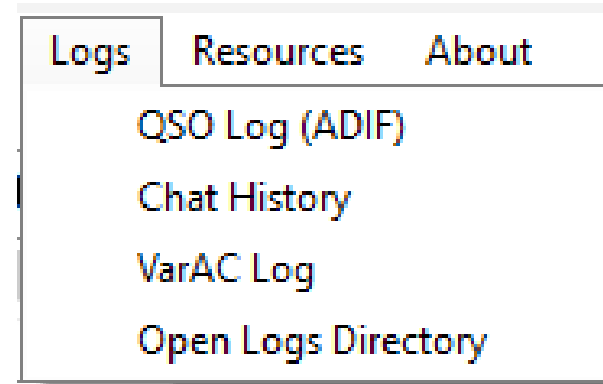 Logs Resources About
QSO Log (ADIF)
Chat History
VarAC Log
Open Logs Directory